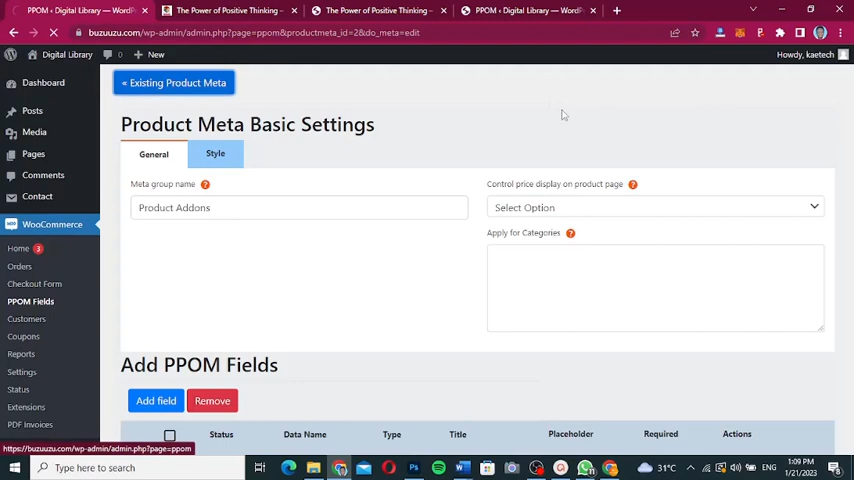 PPOM ‹ Digital Library — WordPr
The Power of Positive Thinking –
The Power of Positive Thinking –
PPOM ‹ Digital Library — WordPr
buzuuzu.com/wp-admin/admin.php?page=ppom&productmeta_id=2&do_meta=edit
Digital Library
0
New
Howdy, kaetech
Dashboard
Posts
Media
Pages
Comments
Contact
WooCommerce
Home 3
Orders
Checkout Form
PPOM Fields
Customers
Coupons
Reports
Settings
Status
Extensions
PDF Invoices
« Existing Product Meta
Product Meta Basic Settings
General
Style
Meta group name ?
Product Addons
Control price display on product page ?
Select Option
Apply for Categories ?
Add PPOM Fields
Add field
Remove
Status
Data Name
Type
Title
Placeholder
Required
Actions
https://buzuuzu.com/wp-admin/admin.php?page=ppom
Type here to search
31°C
ENG
1:09 PM
1/21/2023